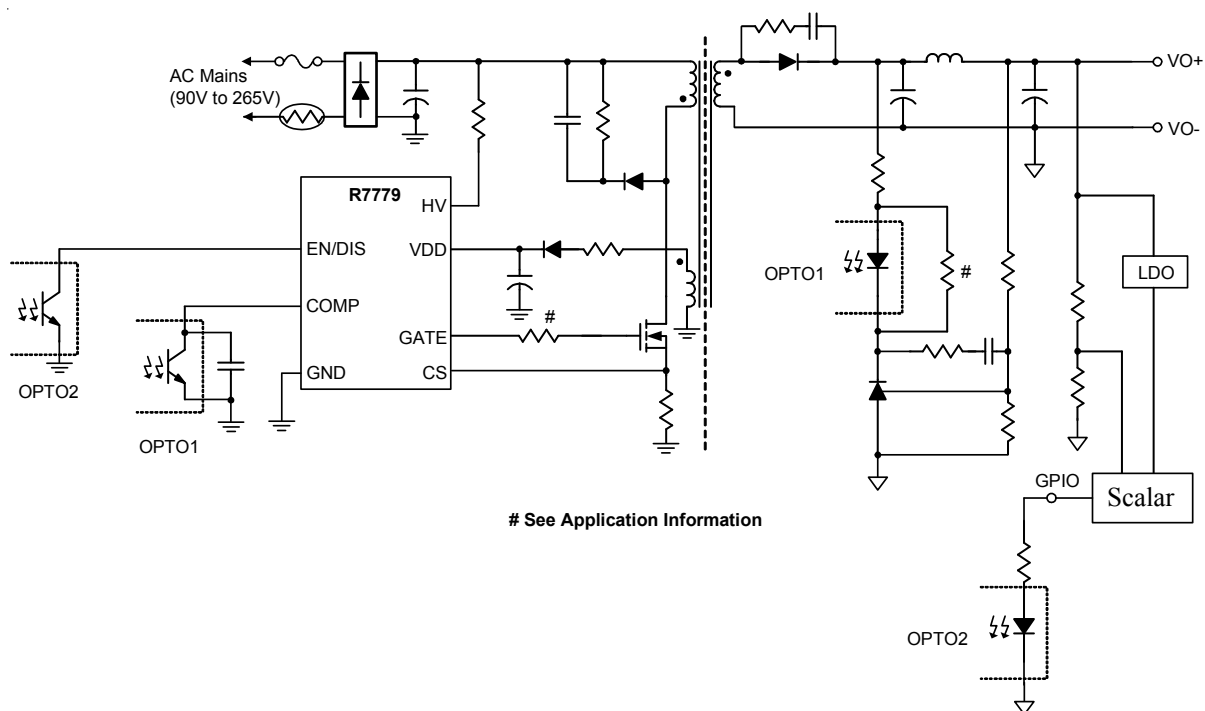 AC Mains
(90V to 265V)
VO+
VO-
R7779
HV
EN/DIS
VDD
COMP
GATE
GND
CS
#
OPTO2
OPTO1
OPTO1
#
LDO
GPIO
Scalar
# See Application Information
OPTO2